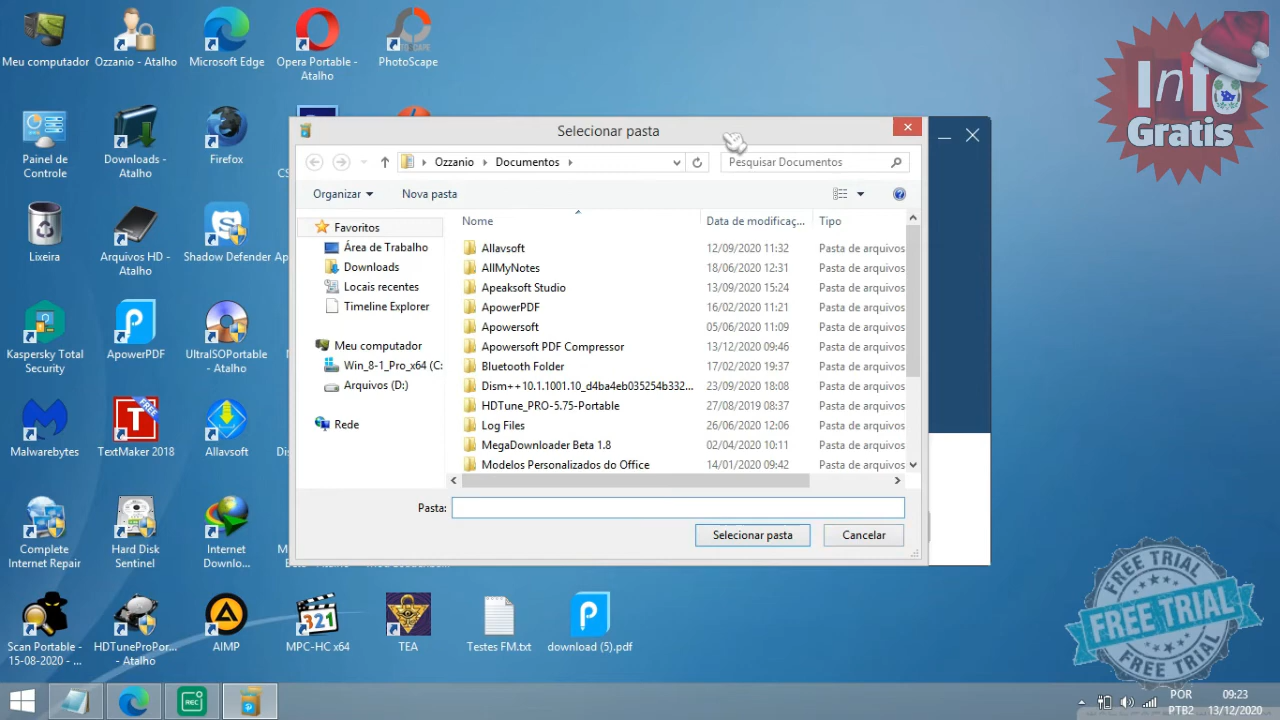 Meu computador
Ozzanio - Atalho
Microsoft Edge
Opera Portable -
Atalho
PhotoScape
Info
Gratis
Selecionar pasta
Ozzanio
Documentos
Pesquisar Documentos
Organizar
Nova pasta
Painel de
Controle
Downloads -
Atalho
Firefox
Favoritos
Área de Trabalho
Downloads
Locais recentes
Timeline Explorer
Meu computador
Win_8-1_Pro_x64 (C:
Arquivos (D:)
Rede
Nome
Data de modificaç...
Tipo
Allavsoft
12/09/2020 11:32
Pasta de arquivos
AllMyNotes
18/06/2020 12:31
Pasta de arquivos
Apeaksoft Studio
13/09/2020 15:24
Pasta de arquivos
ApowerPDF
16/02/2020 11:21
Pasta de arquivos
Apowersoft
05/06/2020 11:09
Pasta de arquivos
Apowersoft PDF Compressor
13/12/2020 09:46
Pasta de arquivos
Bluetooth Folder
17/02/2020 19:37
Pasta de arquivos
Dism++10.1.1001.10_d4ba4eb035254b332...
23/09/2020 18:08
Pasta de arquivos
HDTune_PRO-5.75-Portable
27/08/2019 08:37
Pasta de arquivos
Log Files
26/06/2020 12:06
Pasta de arquivos
MegaDownloader Beta 1.8
02/04/2020 10:11
Pasta de arquivos
Modelos Personalizados do Office
14/01/2020 09:42
Pasta de arquivos
Pasta:
Selecionar pasta
Cancelar
Lixeira
Arquivos HD -
Atalho
Shadow Defender
Kaspersky Total
Security
ApowerPDF
UltraISOPortable
- Atalho
Malwarebytes
FREE
TextMaker 2018
Allavsoft
Complete
Internet Repair
Hard Disk
Sentinel
Internet
Downlo...
Scan Portable -
15-08-2020 - ...
HDTuneProPor...
- Atalho
AIMP
321
MPC-HC x64
TEA
Testes FM.txt
download (5).pdf
FREE TRIAL
FREE TRIAL
FREE TRIAL
REC
POR
PTB2
09:23
13/12/2020